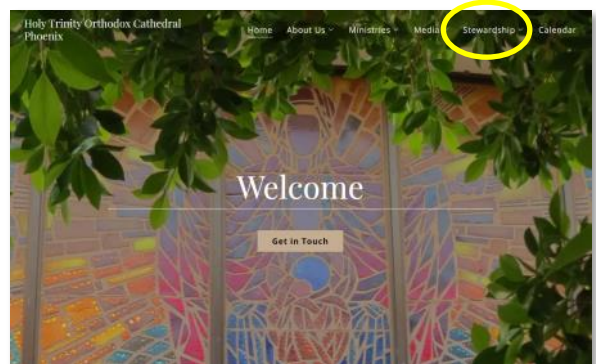 Holy Trinity Orthodox Cathedral
Phoenix
Home About Us Ministries Media Stewardship Calendar
Welcome
Get in Touch